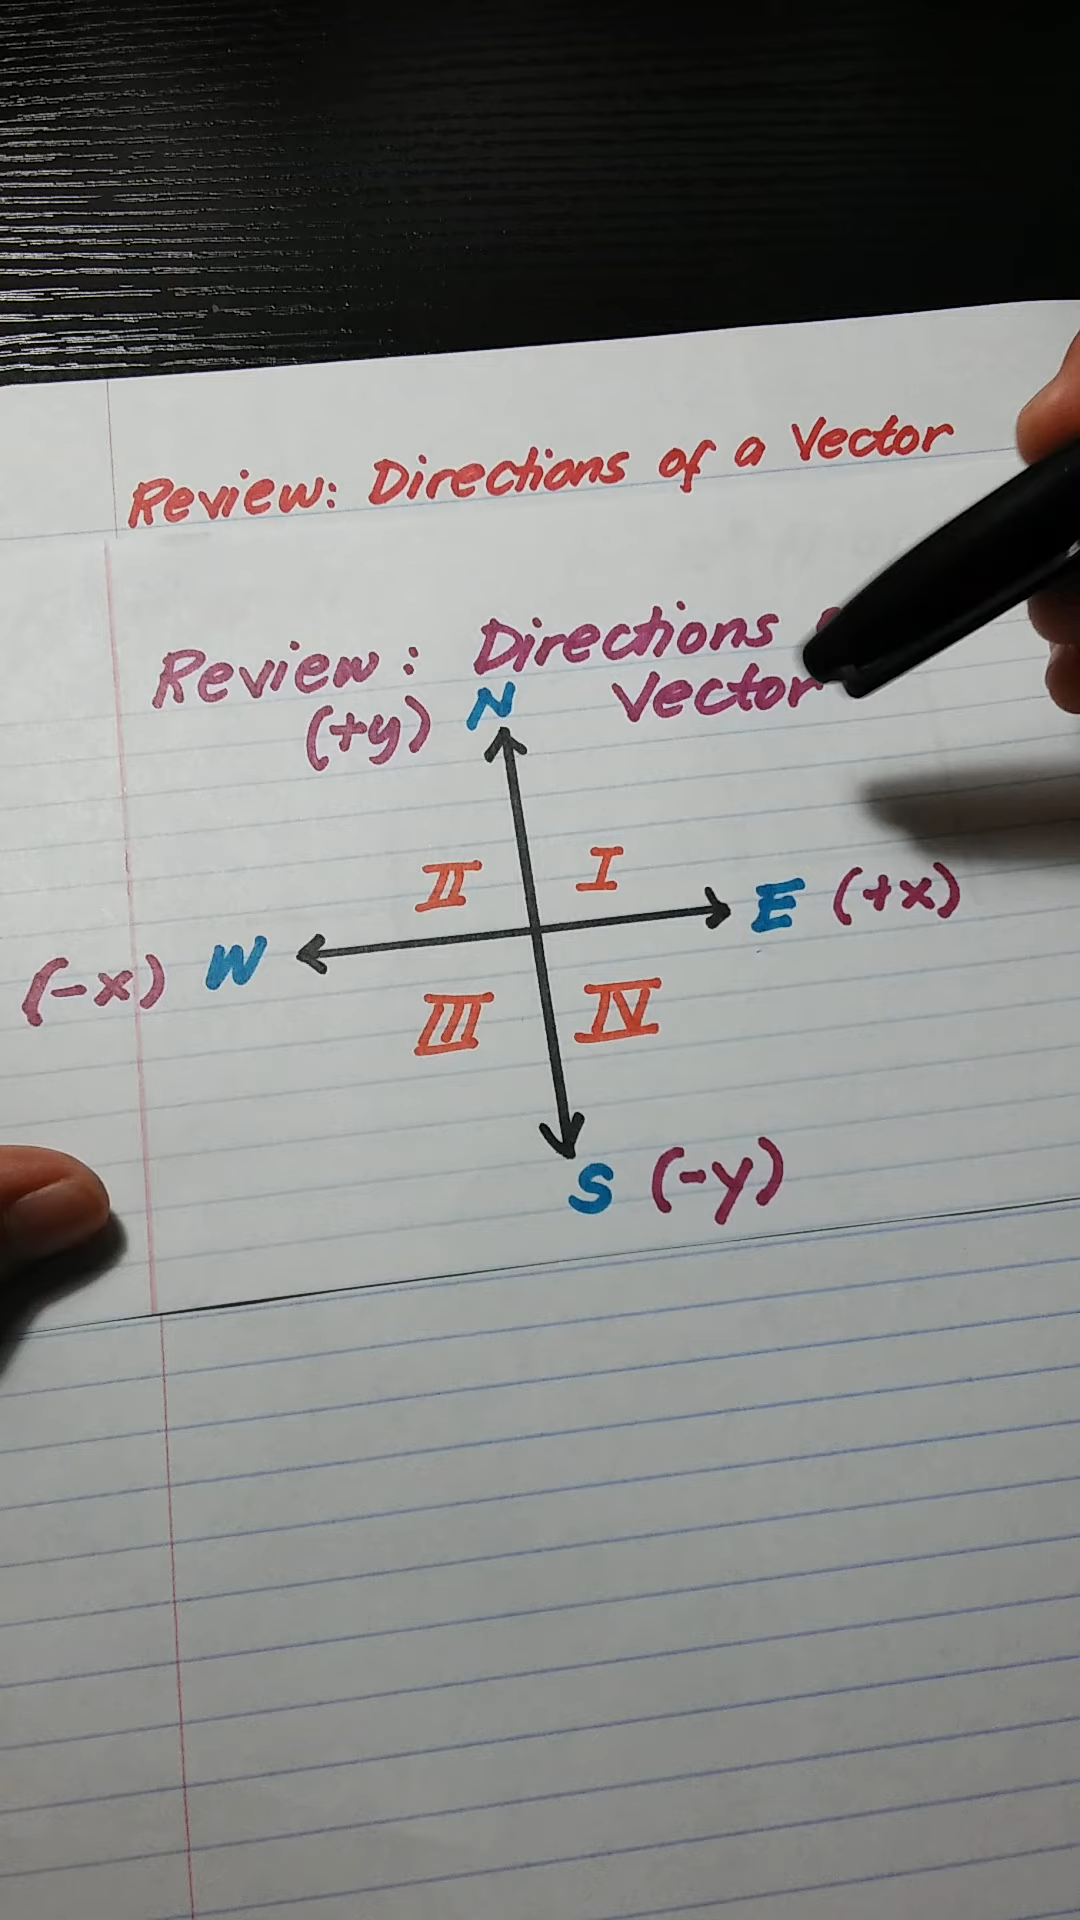 Review: Directions of a Vector
Review: Directions
Vector
(+y) N
II I
E (+x)
(-x) W
III IV
S (-y)